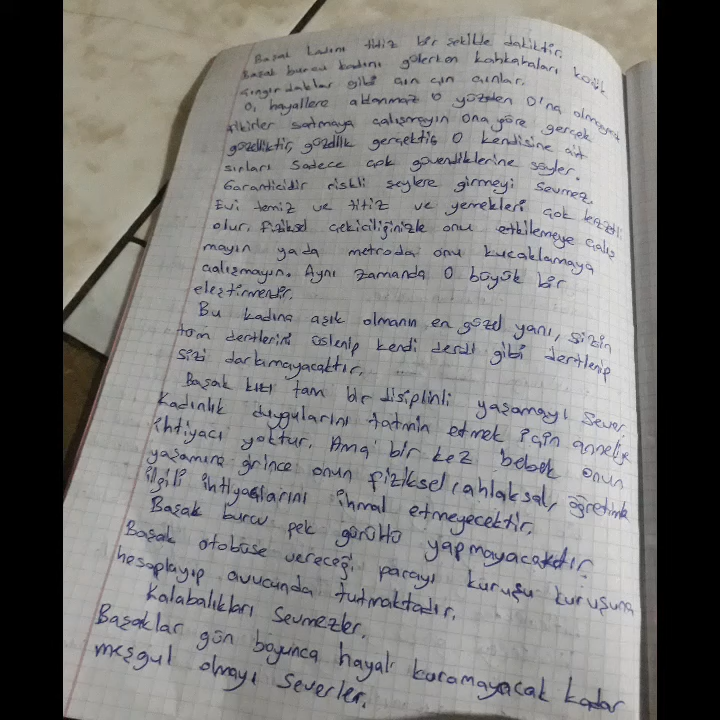 Başak kadını titiz bir şekilde dakiktir.
Başak burcu kadını gülerken kahkahaları küçük
çıngıraklar gibi çın çın çınlar.
O, hayallere aldanmaz o yüzden O'na olmayan
fikirler satmaya çalışmayın Ona göre gerçek
güzelliktir, güzellik gerçektir, O kendisine ait
sırları sadece çok güvendiklerine söyler.
Garanticidir riskli şeylere girmeyi sevmez.
Evi temiz ve titiz ve yemekleri çok lezzetli
olur. Fiziksel çekiciliğinizle onu etkilemeye çalış
mayın yada metroda onu kucaklamaya
çalışmayın. Aynı zamanda O büyük bir
eleştirmendir.
Bu kadına aşık olmanın en güzel yanı, sizin
tüm dertlerini üslenip kendi derdi gibi dertlenip
sizi darlamayacaktır.
Başak kızı tam bir disiplinli yaşamayı sever.
Kadınlık duygularını tatmin etmek için anneliğe
ihtiyacı yoktur. Ama bir kez bebek onun
yaşamına girince onun fiziksel, ahlaksal, öğretimle
ilgili ihtiyaçlarını ihmal etmeyecektir.
Başak burcu pek gürültü yapmayacaktır
Başak otobüse vereceği parayı kuruşu kuruşuna
hesaplayıp avucunda tutmaktadır.
Kalabalıkları Sevmezler.
Başaklar gün boyunca hayal kuramayacak kadar
meşgul olmayı severler.